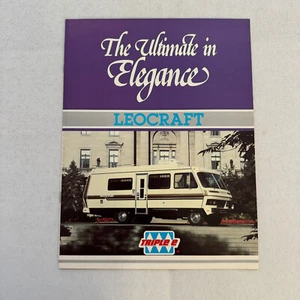 The Ultimate in
Elegance
LEOCRAFT
TRIPLE E